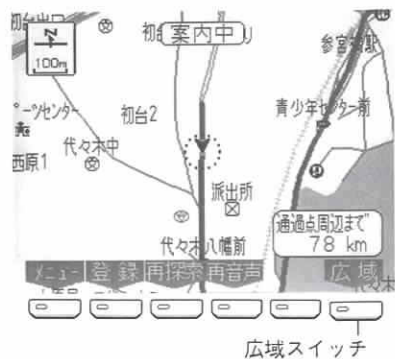 案内中
100m
参宮橋駅
初台2
青少年センター前
代々木中
西原1
派出所
代々木八幡前
通過点周辺まで
78 km
メニュー 登録 再探索 再音声 広域
広域スイッチ